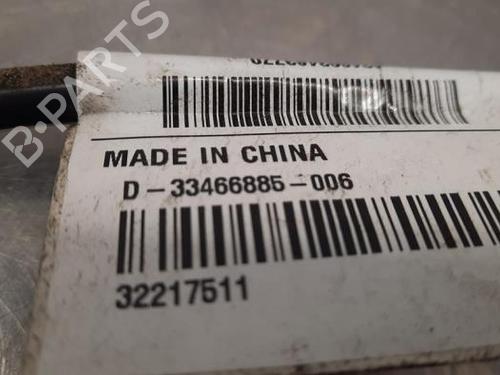 B-PARTS
MADE IN CHINA
D-33466885-006
32217511